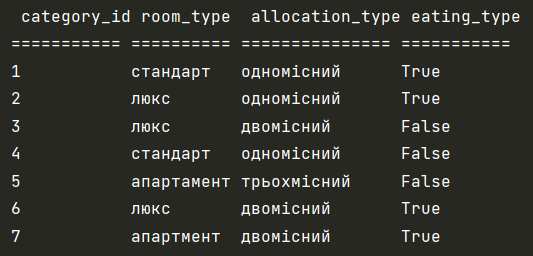 category_id room_type allocation_type eating_type
=========== ========== =============== ===========
1 стандарт одномісний True
2 люкс одномісний True
3 люкс двомісний False
4 стандарт одномісний False
5 апартамент трьохмісний False
6 люкс двомісний True
7 апартмент двомісний True